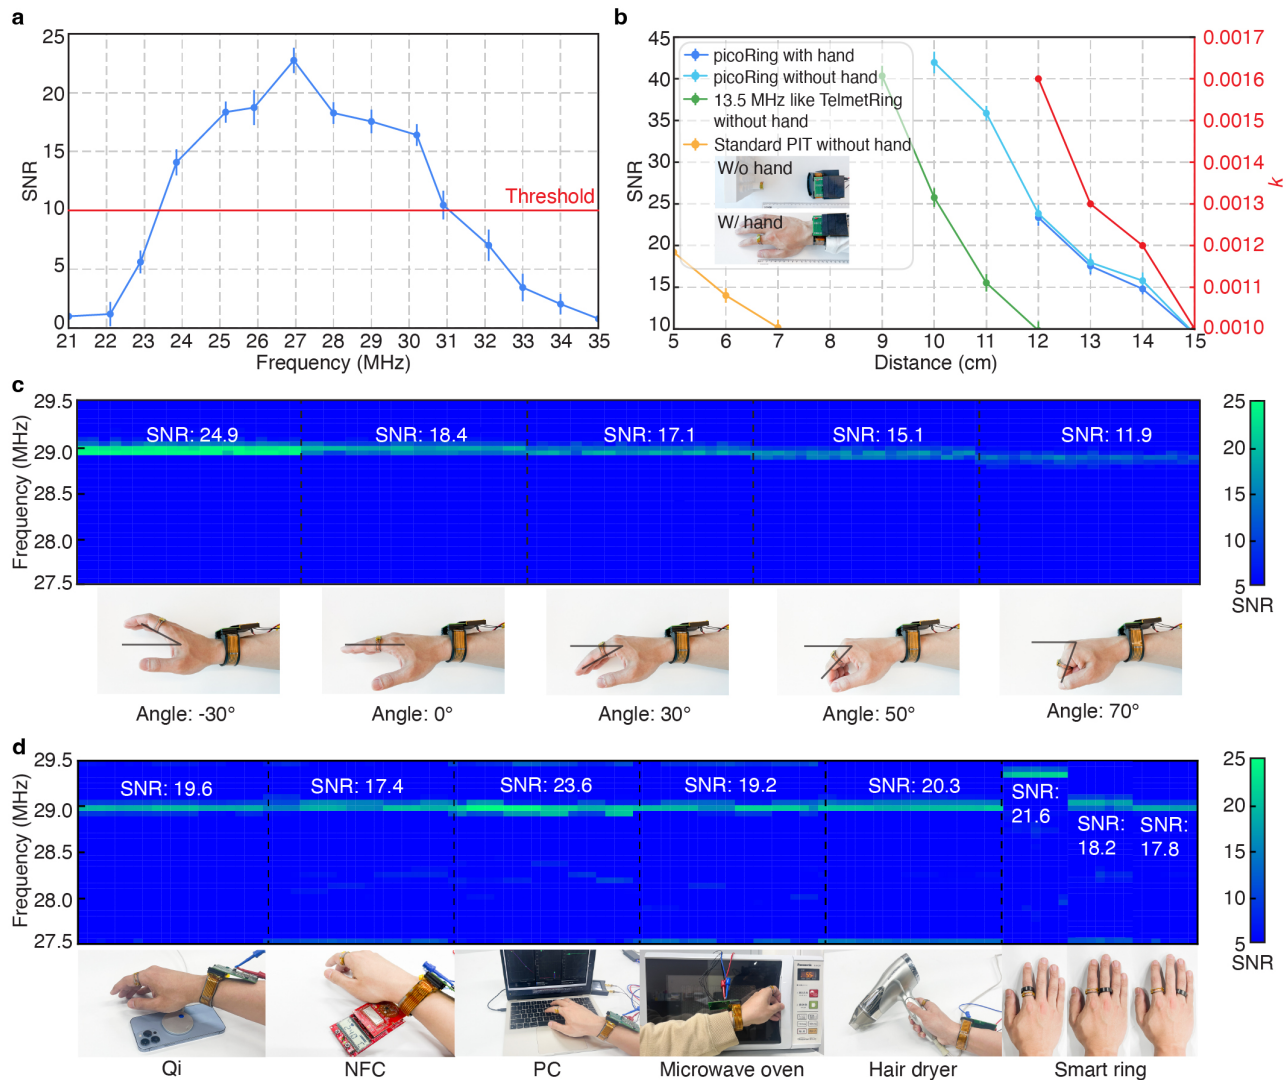 a
25
20
15
10
5
0
SNR
Threshold
21 22 23 24 25 26 27 28 29 30 31 32 33 34 35
Frequency (MHz)
b
45
40
35
30
25
20
15
10
SNR
picoRing with hand
picoRing without hand
13.5 MHz like TelmetRing
without hand
Standard PIT without hand
W/o hand
W/ hand
5 6 7 8 9 10 11 12 13 14 15
Distance (cm)
0.0017
0.0016
0.0015
0.0014
0.0013
0.0012
0.0011
0.0010
k
c
29.5
29.0
28.5
28.0
27.5
Frequency (MHz)
SNR: 24.9 SNR: 18.4 SNR: 17.1 SNR: 15.1 SNR: 11.9
25
20
15
10
5
SNR
Angle: -30° Angle: 0° Angle: 30° Angle: 50° Angle: 70°
d
29.5
29.0
28.5
28.0
27.5
Frequency (MHz)
SNR: 19.6 SNR: 17.4 SNR: 23.6 SNR: 19.2 SNR: 20.3
SNR:
21.6
SNR:
18.2
SNR:
17.8
25
20
15
10
5
SNR
Qi NFC PC Microwave oven Hair dryer Smart ring